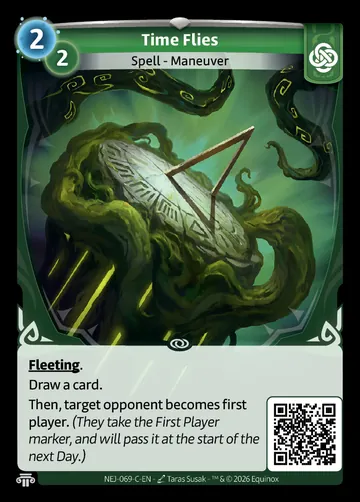 2
2
Time Flies
Spell - Maneuver
Fleeting.
Draw a card.
Then, target opponent becomes first
player. (They take the First Player
marker, and will pass it at the start of the
next Day.)
NEJ-069-C-EN - Taras Susak - ™ & © 2026 Equinox